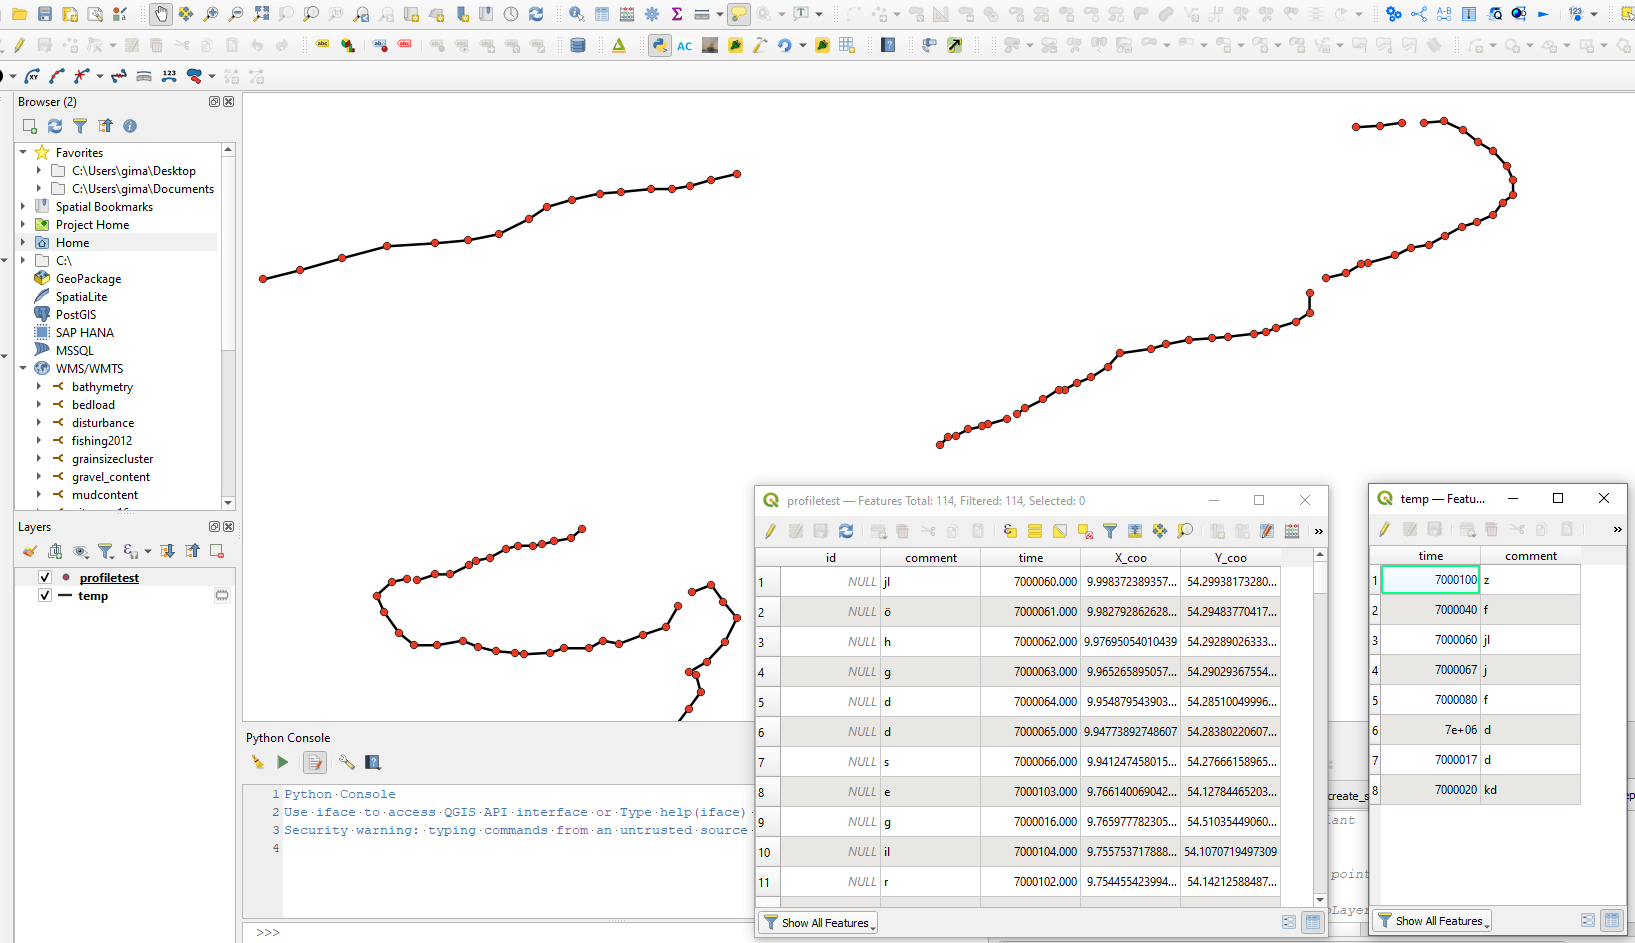 Browser (2)
Favorites
C:\Users\gima\Desktop
C:\Users\gima\Documents
Spatial Bookmarks
Project Home
Home
C:\
GeoPackage
SpatiaLite
PostGIS
SAP HANA
MSSQL
WMS/WMTS
bathymetry
bedload
disturbance
fishing2012
grainsizecluster
gravel_content
mudcontent
Layers
profiletest
temp
Python Console
1 Python Console
2 Use iface to access QGIS API interface or Type help(iface)
3 Security warning: typing commands from an untrusted source
4
>>>
profiletest — Features Total: 114, Filtered: 114, Selected: 0
id comment time X_coo Y_coo
1 NULL jl 7000060.000 9.998372389357... 54.29938173280...
2 NULL ö 7000061.000 9.982792862628... 54.29483770417...
3 NULL h 7000062.000 9.97695054010439 54.29289026333...
4 NULL g 7000063.000 9.965265895057... 54.29029367554...
5 NULL d 7000064.000 9.954879543903... 54.28510049996...
6 NULL d 7000065.000 9.94773892748607 54.28380220607...
7 NULL s 7000066.000 9.941247458015... 54.27666158965...
8 NULL e 7000103.000 9.766140069042... 54.12784465203...
9 NULL g 7000016.000 9.765977782305... 54.51035449060...
10 NULL il 7000104.000 9.755753717888... 54.1070719497309
11 NULL r 7000102.000 9.754455423994... 54.14212588487...
Show All Features
temp — Featu...
time comment
1 7000100 z
2 7000040 f
3 7000060 jl
4 7000067 j
5 7000080 f
6 7e+06 d
7 7000017 d
8 7000020 kd
Show All Features